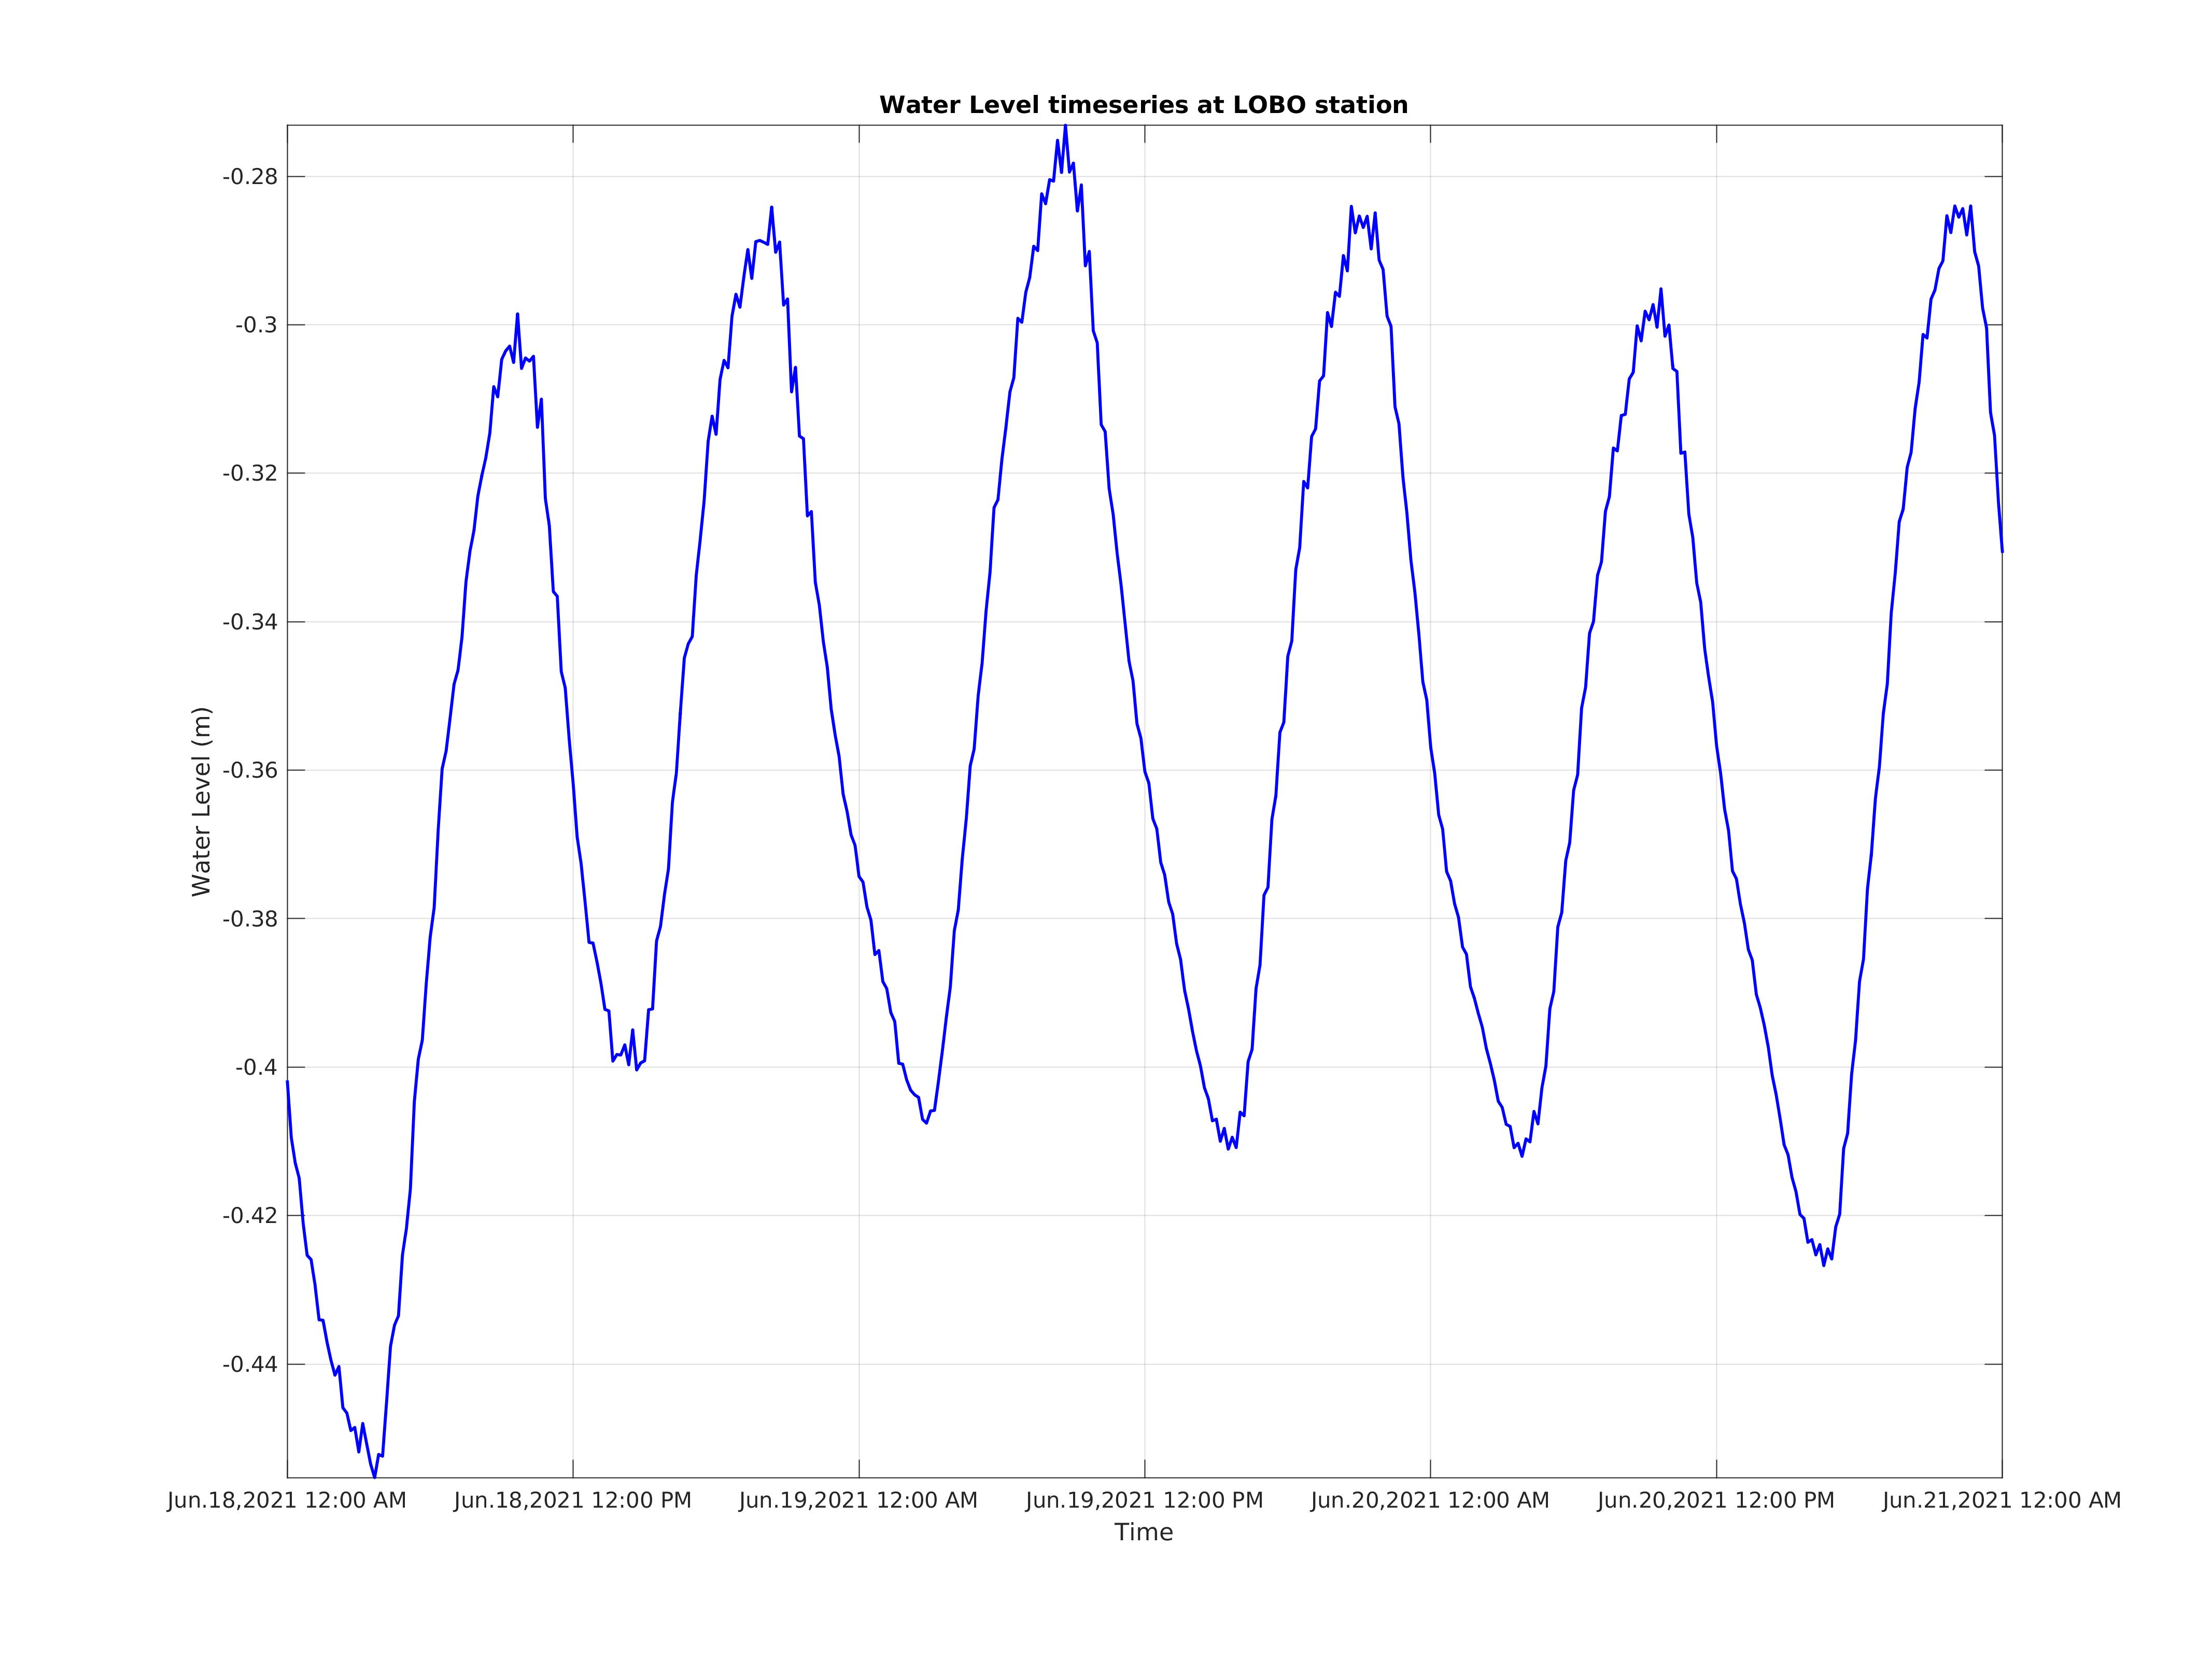 Water Level timeseries at LOBO station
-0.28
-0.3
-0.32
-0.34
-0.36
-0.38
-0.4
-0.42
-0.44
Water Level (m)
Jun.18,2021 12:00 AM
Jun.18,2021 12:00 PM
Jun.19,2021 12:00 AM
Jun.19,2021 12:00 PM
Jun.20,2021 12:00 AM
Jun.20,2021 12:00 PM
Jun.21,2021 12:00 AM
Time